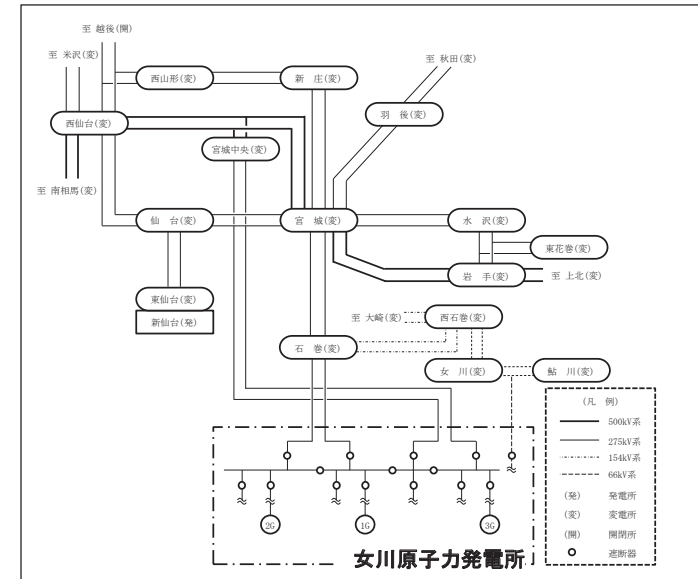 至 越後(開)
至 米沢(変)
至 秋田(変)
西山形(変)
新 庄(変)
羽 後(変)
西仙台(変)
宮城中央(変)
至 南相馬(変)
仙 台(変)
宮 城(変)
水 沢(変)
東花巻(変)
岩 手(変)
至 上北(変)
東仙台(変)
新仙台(発)
至 大崎(変)
西石巻(変)
石 巻(変)
女 川(変)
鮎 川(変)
(凡 例)
500kV系
275kV系
154kV系
66kV系
(発) 発電所
(変) 変電所
(開) 開閉所
遮断器
2G
1G
3G
女川原子力発電所